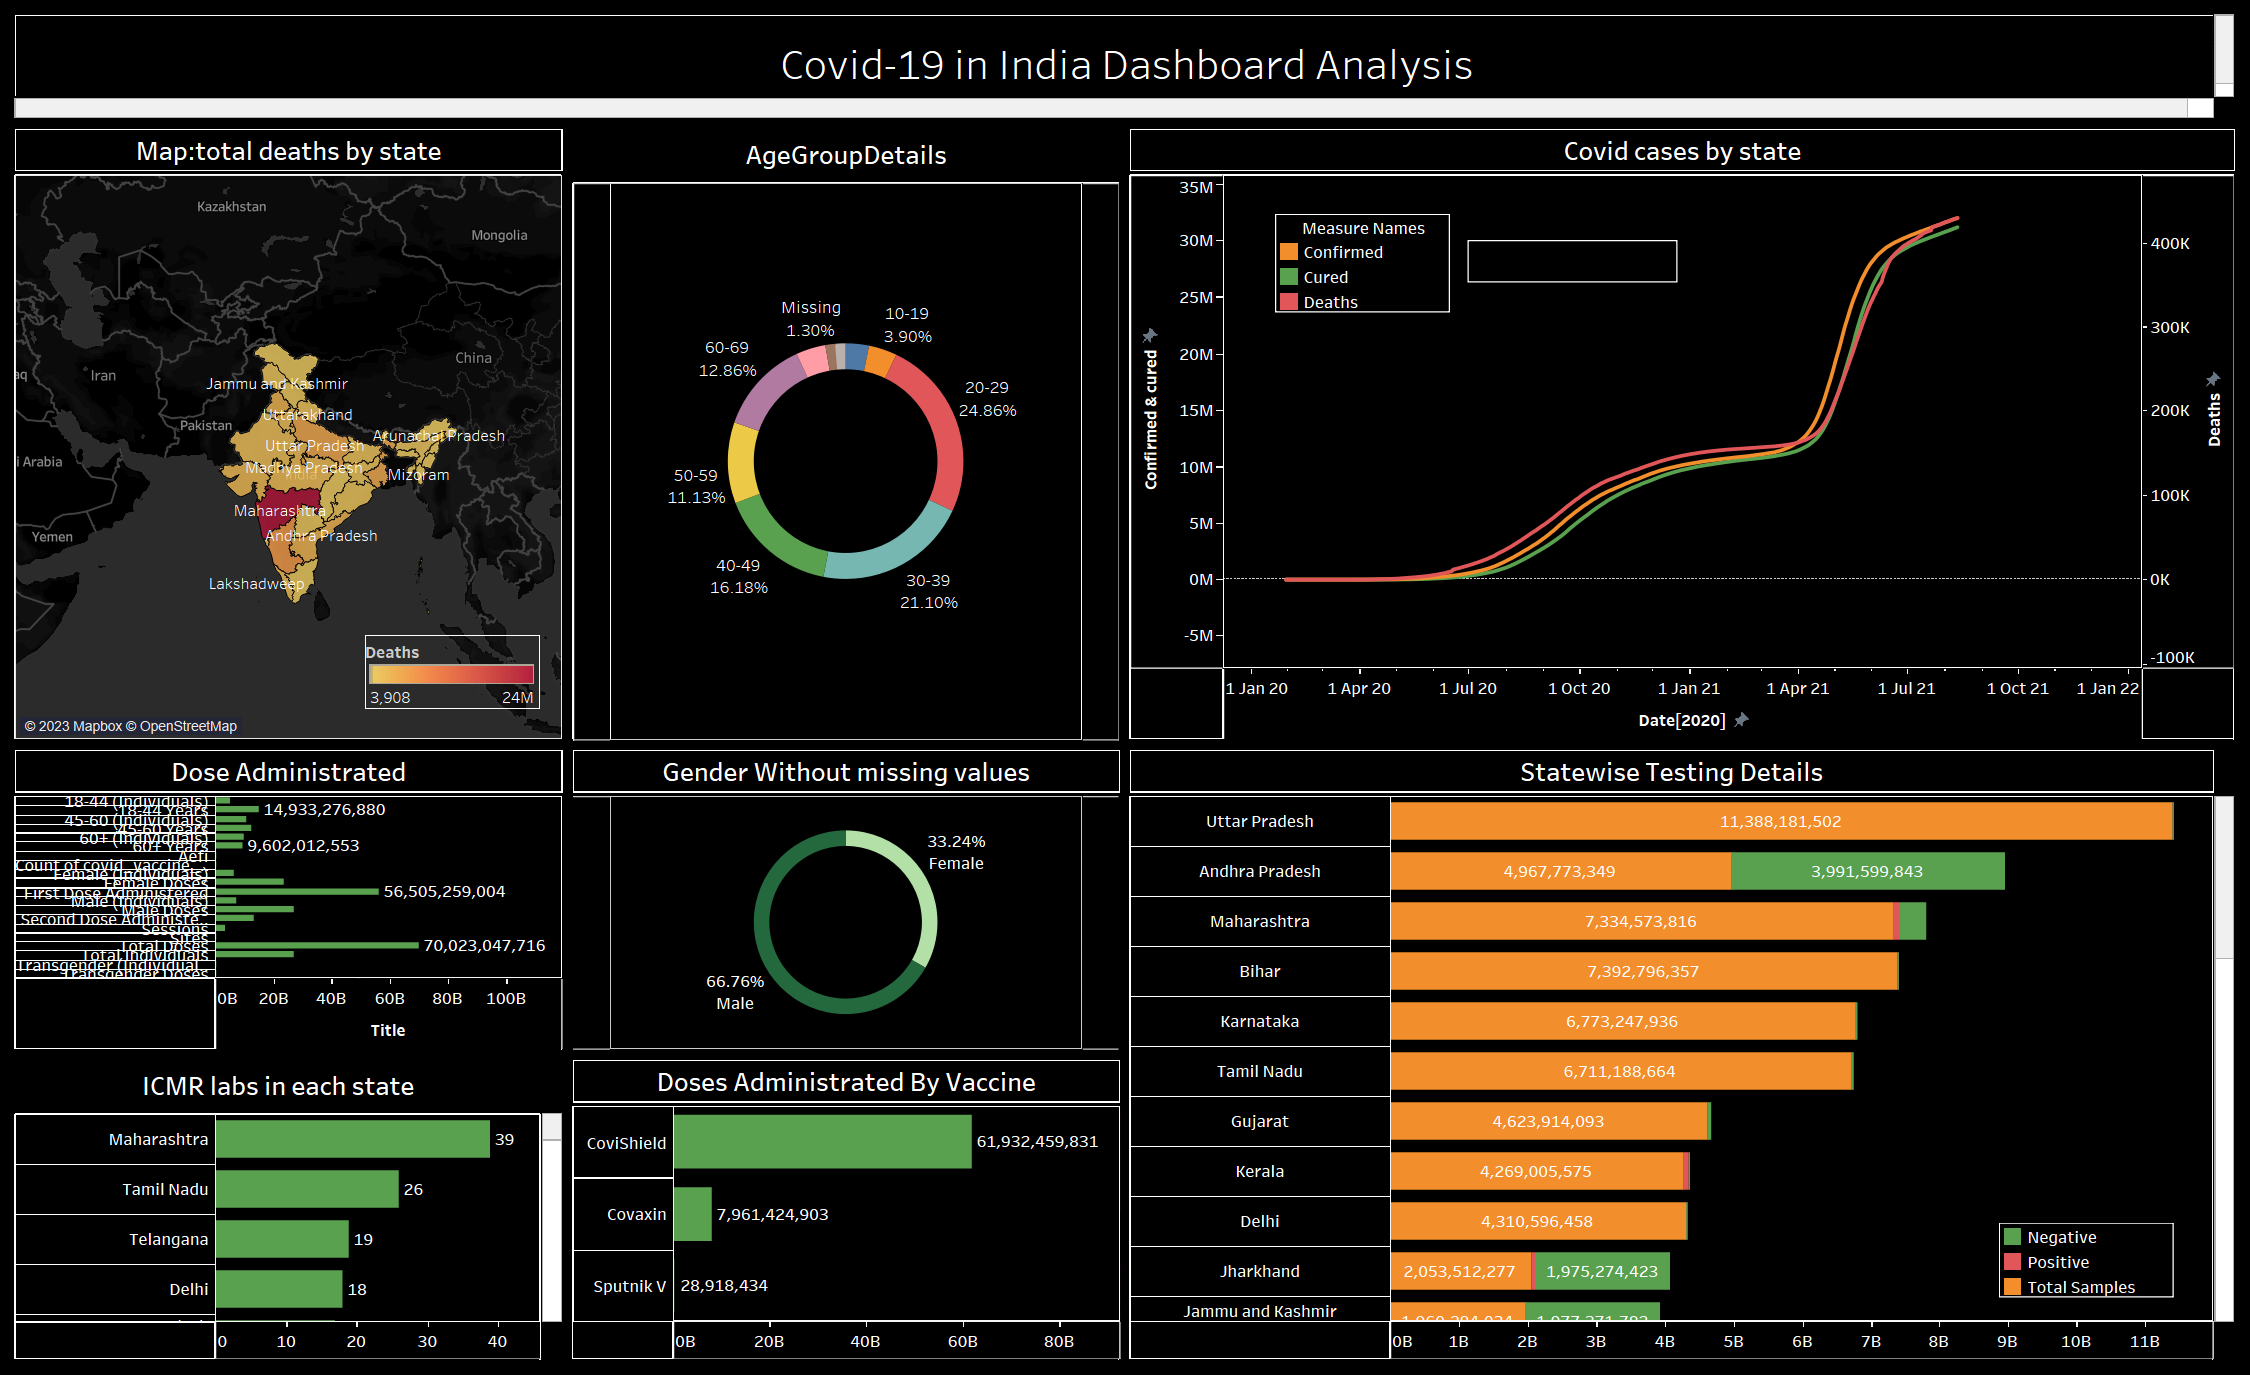 Covid-19 in India Dashboard Analysis
Map:total deaths by state
Kazakhstan
Mongolia
China
Iran
Jammu and Kashmir
Uttarakhand
Pakistan
Arunachal Pradesh
Uttar Pradesh
i Arabia
Madhya Pradesh
India
Mizoram
Maharashtra
Andhra Pradesh
Yemen
Lakshadweep
Deaths
3,908 24M
© 2023 Mapbox © OpenStreetMap
AgeGroupDetails
Missing
1.30%
10-19
3.90%
60-69
12.86%
20-29
24.86%
50-59
11.13%
40-49
16.18%
30-39
21.10%
Covid cases by state
35M
30M
25M
20M
15M
10M
5M
0M
-5M
Confirmed & cured
Measure Names
Confirmed
Cured
Deaths
400K
300K
200K
100K
0K
-100K
Deaths
1 Jan 20 1 Apr 20 1 Jul 20 1 Oct 20 1 Jan 21 1 Apr 21 1 Jul 21 1 Oct 21 1 Jan 22
Date[2020]
Dose Administrated
18-44 (Individuals)
18-44 Years 14,933,276,880
45-60 (Individuals)
45-60 Years
60+ (Individuals)
60+ Years 9,602,012,553
Aefi
Count of covid_vaccine_..
Female (Individuals)
Female Doses
First Dose Administered 56,505,259,004
Male (Individuals)
Male Doses
Second Dose Administe..
Sessions
Sites
Total Doses 70,023,047,716
Total Individuals
Transgender (Individual..
Transgender Doses
0B 20B 40B 60B 80B 100B
Title
Gender Without missing values
33.24%
Female
66.76%
Male
Statewise Testing Details
Uttar Pradesh 11,388,181,502
Andhra Pradesh 4,967,773,349 3,991,599,843
Maharashtra 7,334,573,816
Bihar 7,392,796,357
Karnataka 6,773,247,936
Tamil Nadu 6,711,188,664
Gujarat 4,623,914,093
Kerala 4,269,005,575
Delhi 4,310,596,458
Jharkhand 2,053,512,277 1,975,274,423
Jammu and Kashmir
Negative
Positive
Total Samples
0B 1B 2B 3B 4B 5B 6B 7B 8B 9B 10B 11B
ICMR labs in each state
Maharashtra 39
Tamil Nadu 26
Telangana 19
Delhi 18
0 10 20 30 40
Doses Administrated By Vaccine
CoviShield 61,932,459,831
Covaxin 7,961,424,903
Sputnik V 28,918,434
0B 20B 40B 60B 80B